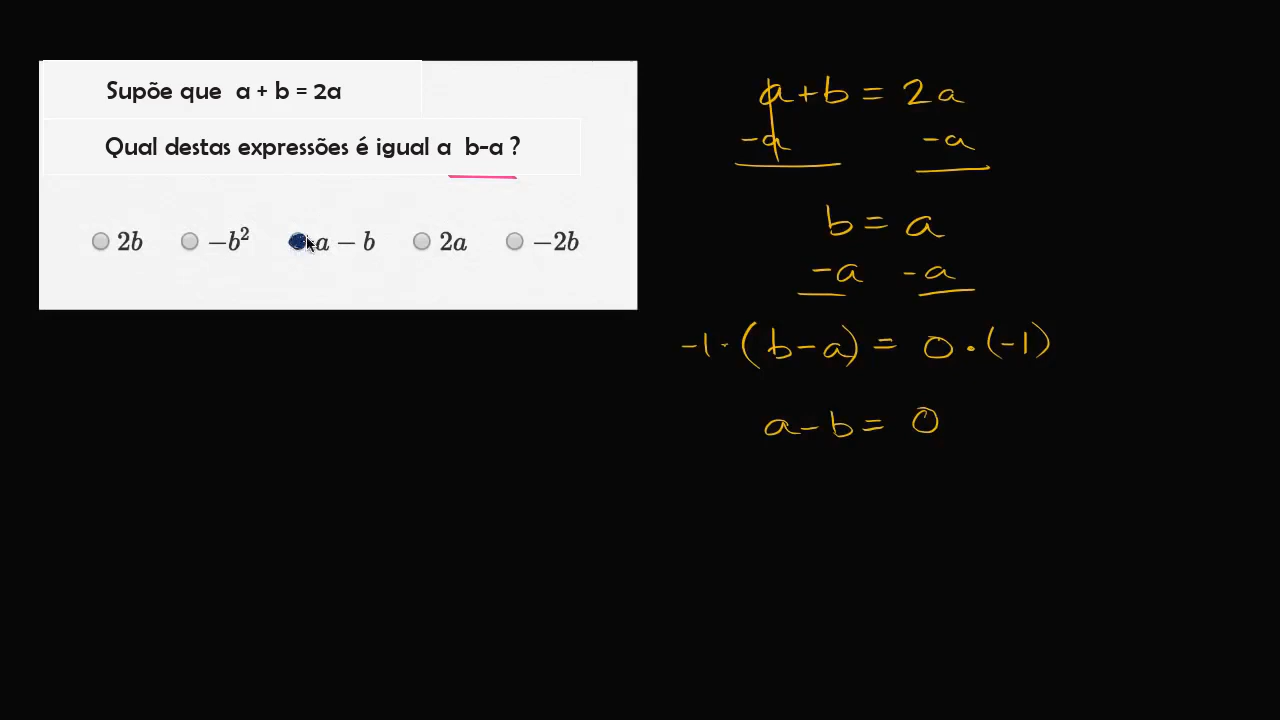 Supõe que a + b = 2a
Qual destas expressões é igual a b-a ?
2b −b² a − b 2a −2b
a + b = 2a
-a -a
b = a
-a -a
-1 · (b - a) = 0 · (-1)
a - b = 0